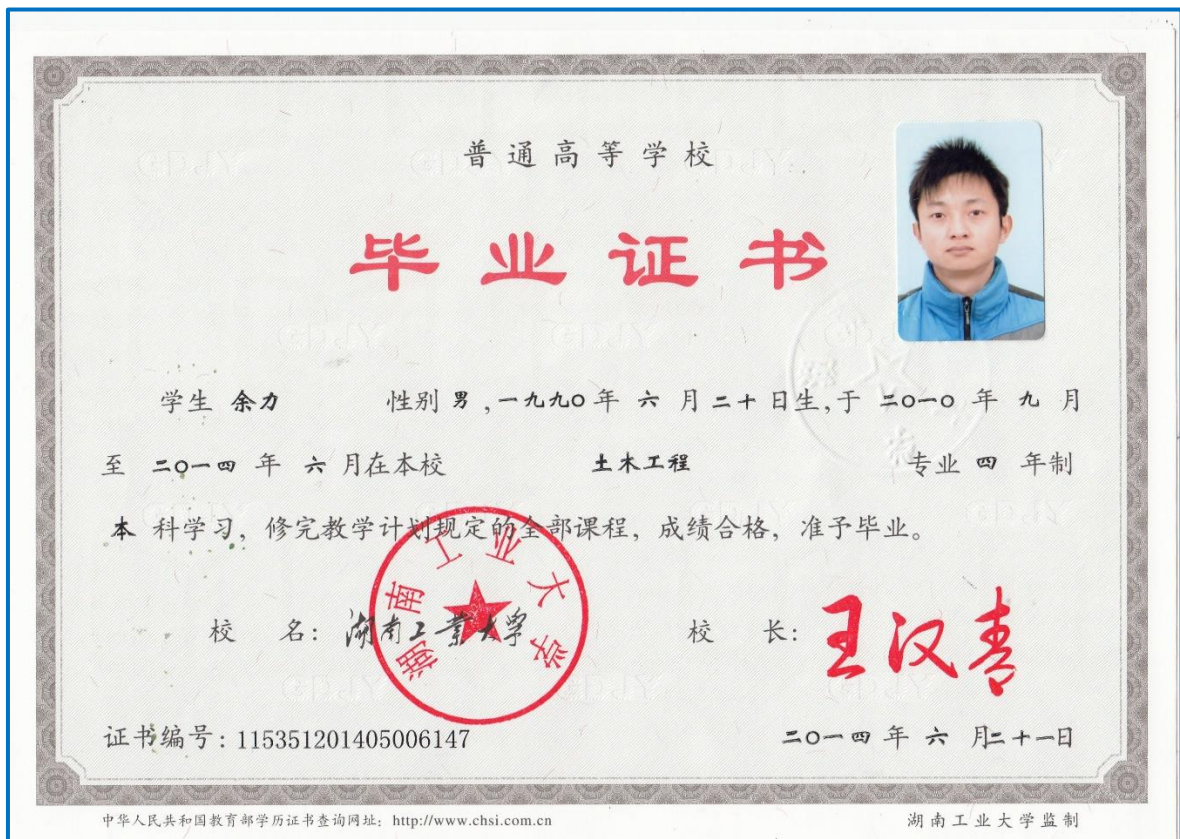 普通高等学校
毕业证书
学生 余力 性别 男 ,一九九〇 年 六 月 二十 日生,于 二〇一〇 年 九 月
至 二〇一四 年 六 月在本校 土木工程 专业 四 年制
本 科学习，修完教学计划规定的全部课程，成绩合格，准予毕业。
湖南工业大学
校 名：湖南工业大学 校 长：王汉青
证书编号：115351201405006147 二〇一四 年 六 月二十一日
中华人民共和国教育部学历证书查询网址：http://www.chsi.com.cn 湖南工业大学监制